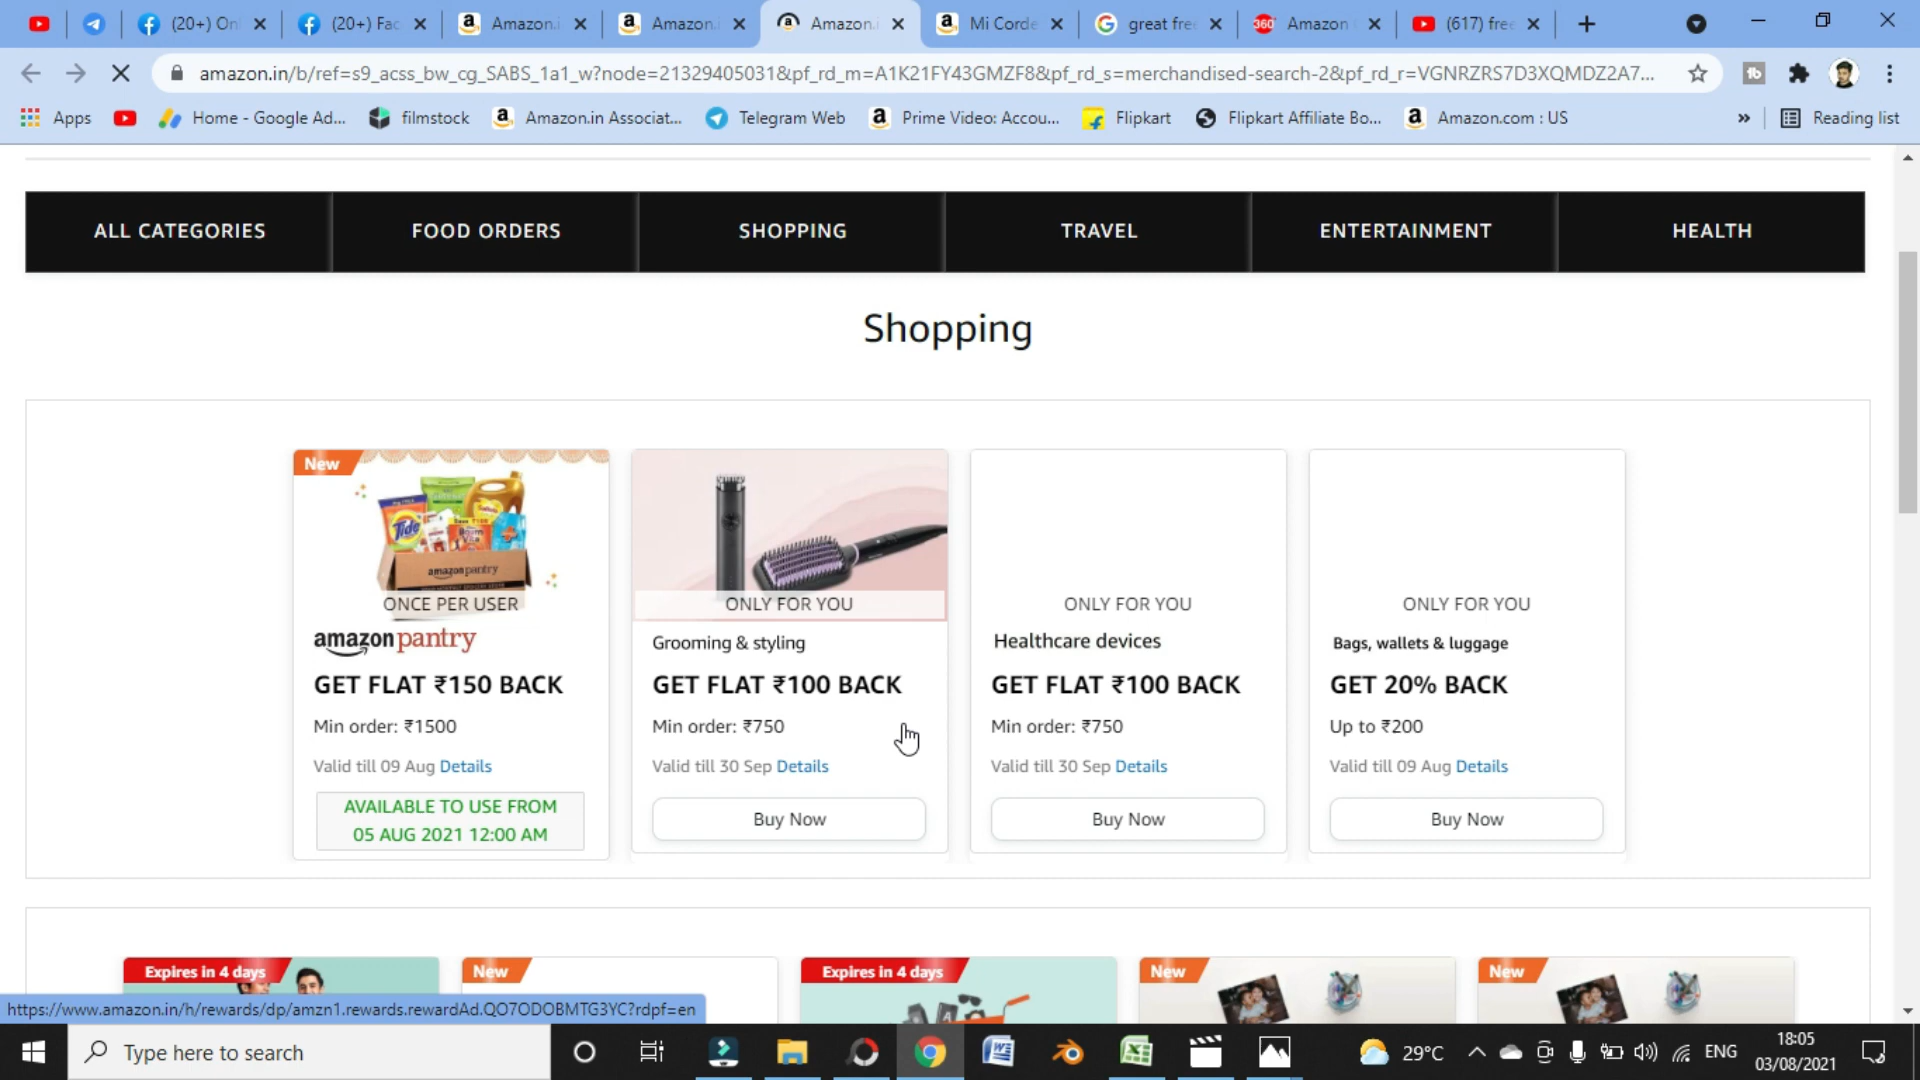 (20+) On
(20+) Fac
Amazon.i
Amazon.i
Amazon.i
Mi Corde
great fre
Amazon
(617) fre
amazon.in/b/ref=s9_acss_bw_cg_SABS_1a1_w?node=21329405031&pf_rd_m=A1K21FY43GMZF8&pf_rd_s=merchandised-search-2&pf_rd_r=VGNRZRS7D3XQMDZ2A7...
Apps
Home - Google Ad...
filmstock
Amazon.in Associat...
Telegram Web
Prime Video: Accou...
Flipkart
Flipkart Affiliate Bo...
Amazon.com : US
»
Reading list
ALL CATEGORIES
FOOD ORDERS
SHOPPING
TRAVEL
ENTERTAINMENT
HEALTH
Shopping
New
Tide
amazonpantry
ONCE PER USER
amazon pantry
GET FLAT ₹150 BACK
Min order: ₹1500
Valid till 09 Aug Details
AVAILABLE TO USE FROM
05 AUG 2021 12:00 AM
ONLY FOR YOU
Grooming & styling
GET FLAT ₹100 BACK
Min order: ₹750
Valid till 30 Sep Details
Buy Now
ONLY FOR YOU
Healthcare devices
GET FLAT ₹100 BACK
Min order: ₹750
Valid till 30 Sep Details
Buy Now
ONLY FOR YOU
Bags, wallets & luggage
GET 20% BACK
Up to ₹200
Valid till 09 Aug Details
Buy Now
Expires in 4 days
New
Expires in 4 days
New
New
https://www.amazon.in/h/rewards/dp/amzn1.rewards.rewardAd.QO7ODOBMTG3YC?rdpf=en
Type here to search
29°C
ENG
18:05
03/08/2021